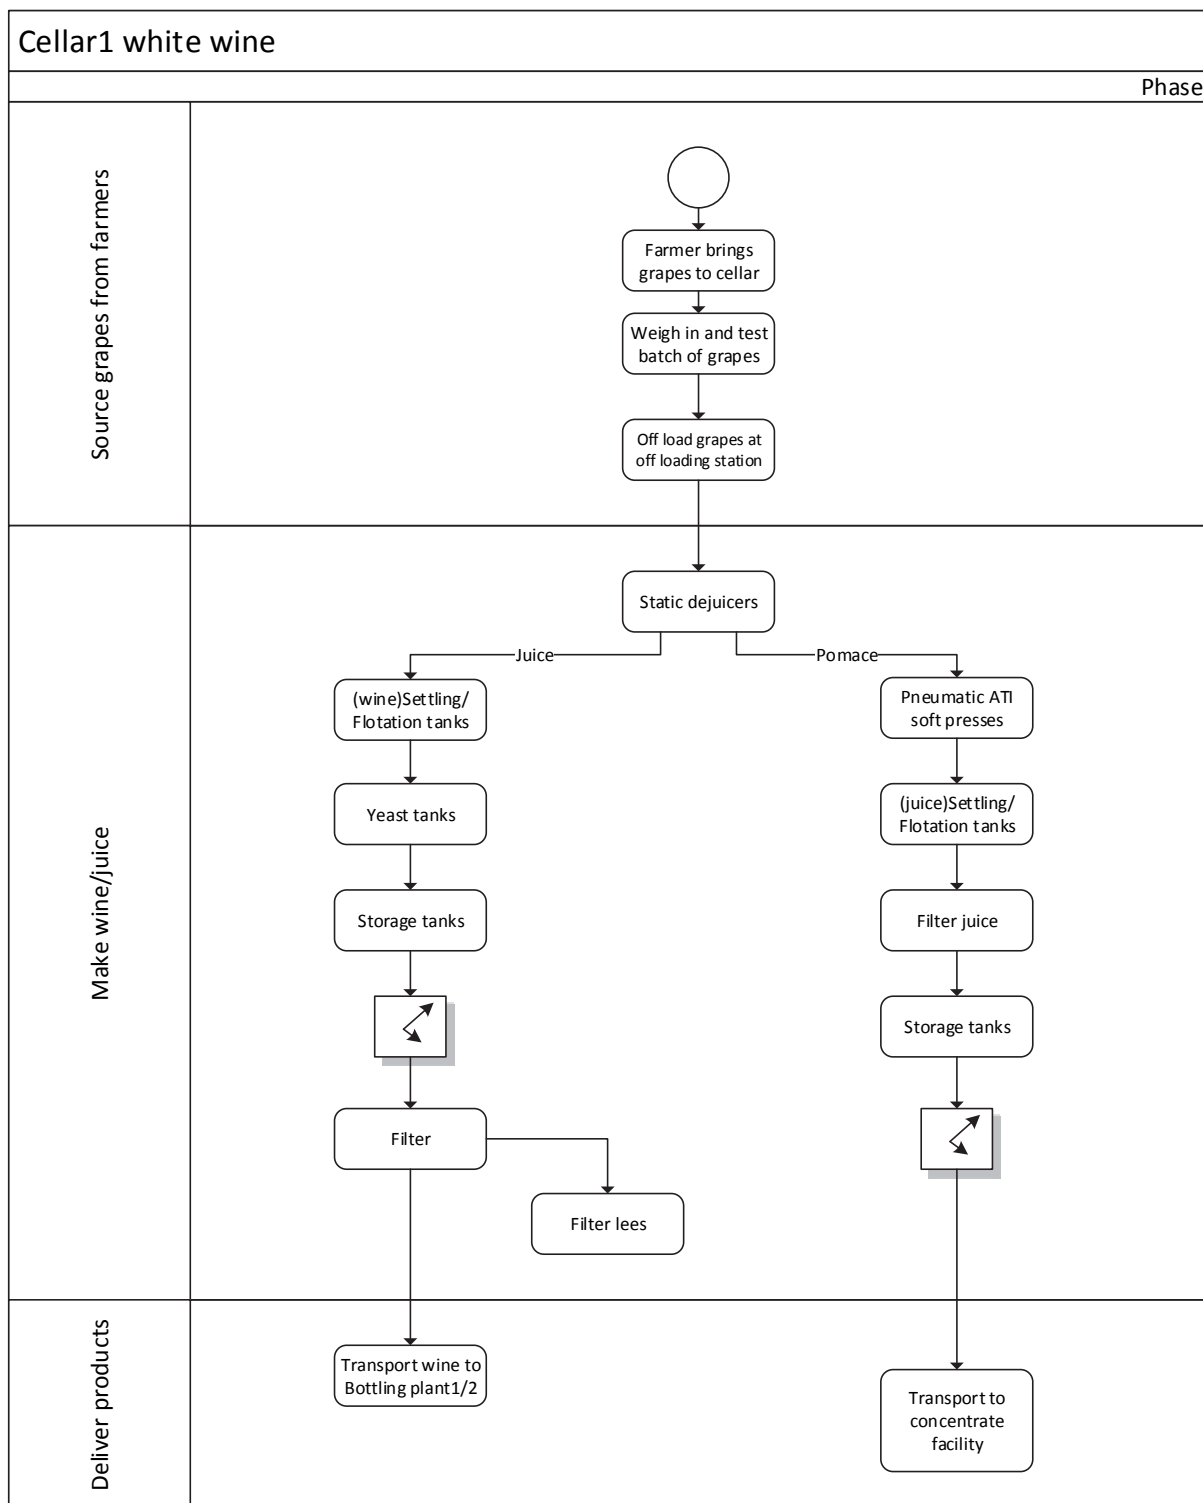 Cellar1 white wine
Phase
Source grapes from farmers
Farmer brings
grapes to cellar
Weigh in and test
batch of grapes
Off load grapes at
off loading station
Make wine/juice
Static dejuicers
Juice
Pomace
(wine)Settling/
Flotation tanks
Pneumatic ATI
soft presses
Yeast tanks
(juice)Settling/
Flotation tanks
Storage tanks
Filter juice
Storage tanks
Filter
Filter lees
Deliver products
Transport wine to
Bottling plant1/2
Transport to
concentrate
facility